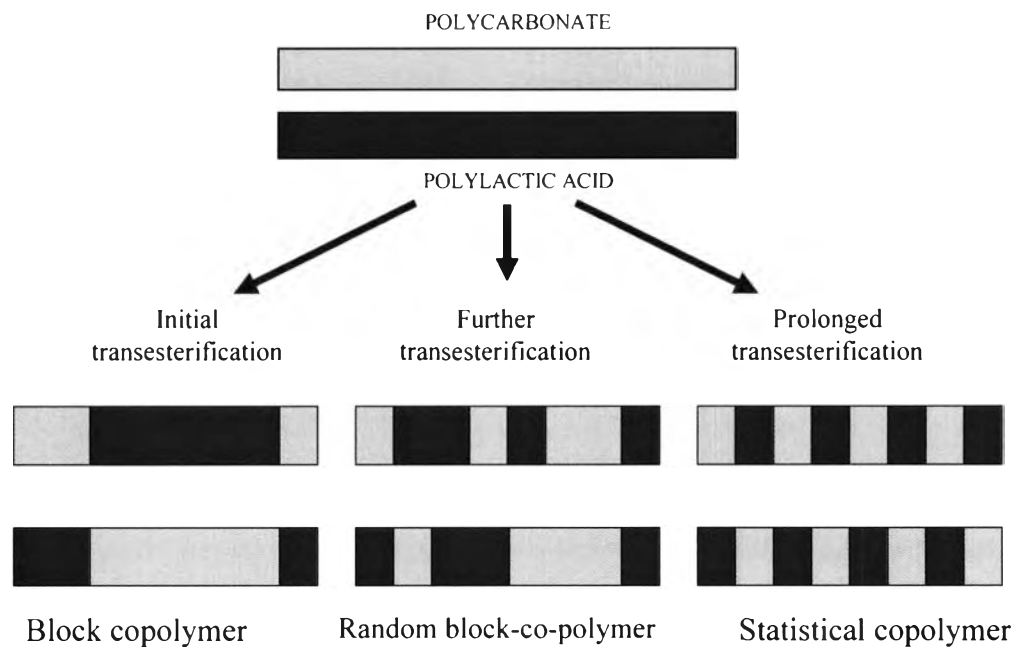 POLYCARBONATE
POLYLACTIC ACID
Initial
transesterification
Further
transesterification
Prolonged
transesterification
Block copolymer
Random block-co-polymer
Statistical copolymer